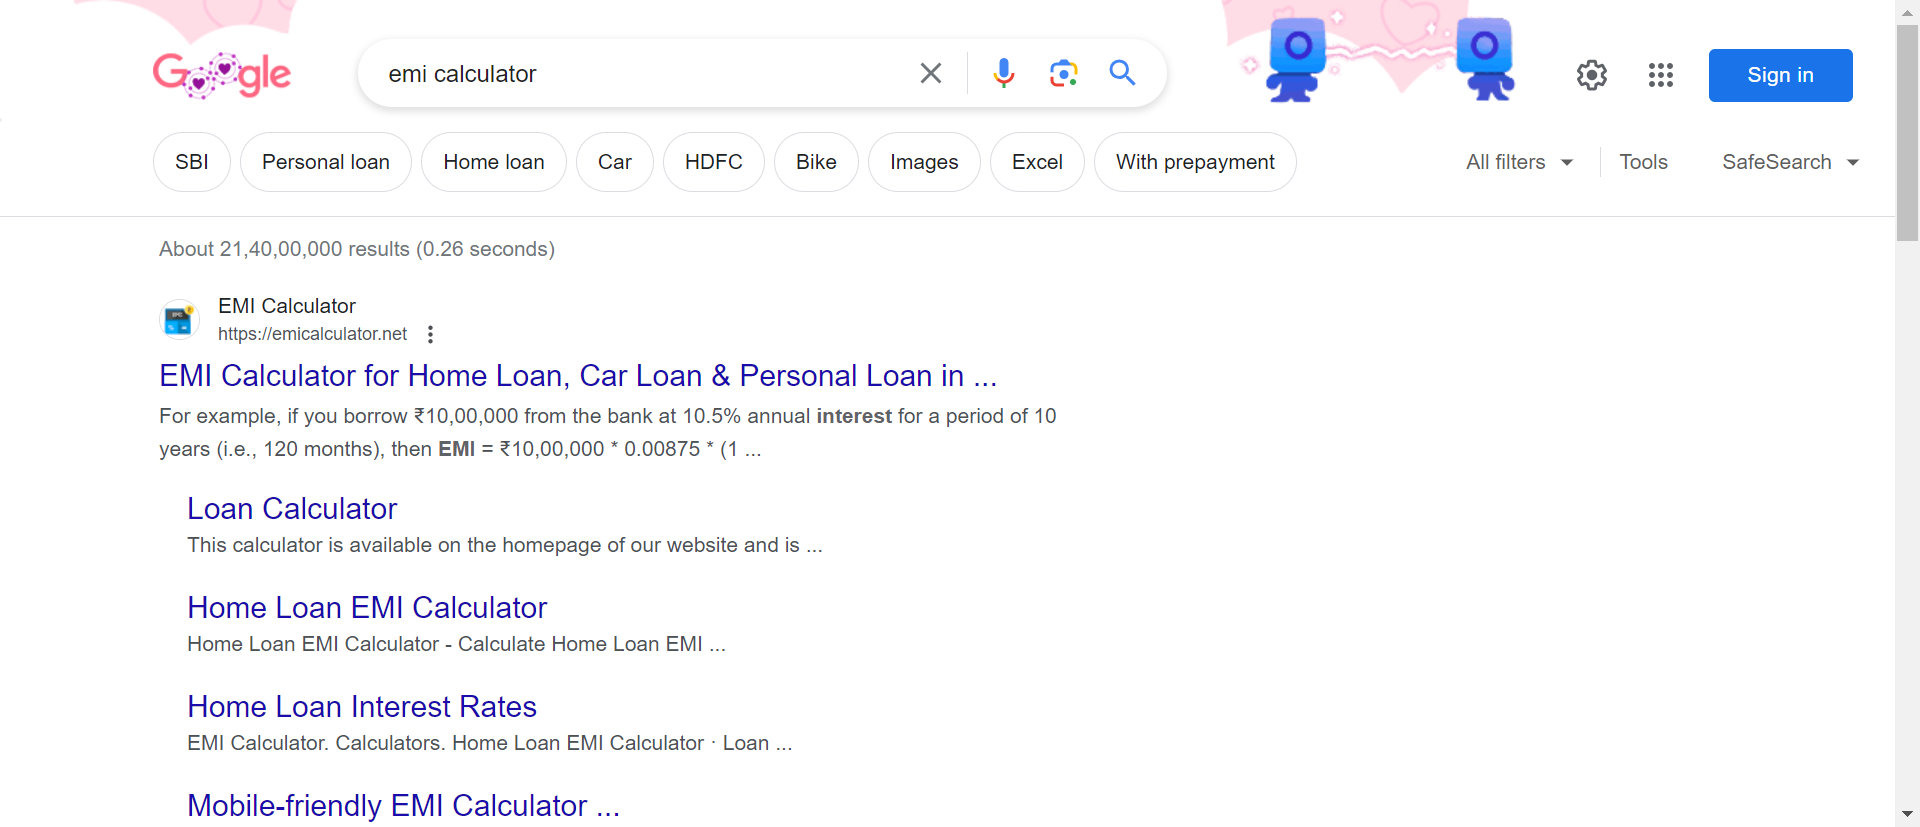 Google
emi calculator
Sign in
SBI Personal loan Home loan Car HDFC Bike Images Excel With prepayment All filters Tools SafeSearch
About 21,40,00,000 results (0.26 seconds)
EMI Calculator
https://emicalculator.net
EMI Calculator for Home Loan, Car Loan & Personal Loan in ...
For example, if you borrow ₹10,00,000 from the bank at 10.5% annual interest for a period of 10
years (i.e., 120 months), then EMI = ₹10,00,000 * 0.00875 * (1 ...
Loan Calculator
This calculator is available on the homepage of our website and is ...
Home Loan EMI Calculator
Home Loan EMI Calculator - Calculate Home Loan EMI ...
Home Loan Interest Rates
EMI Calculator. Calculators. Home Loan EMI Calculator · Loan ...
Mobile-friendly EMI Calculator ...